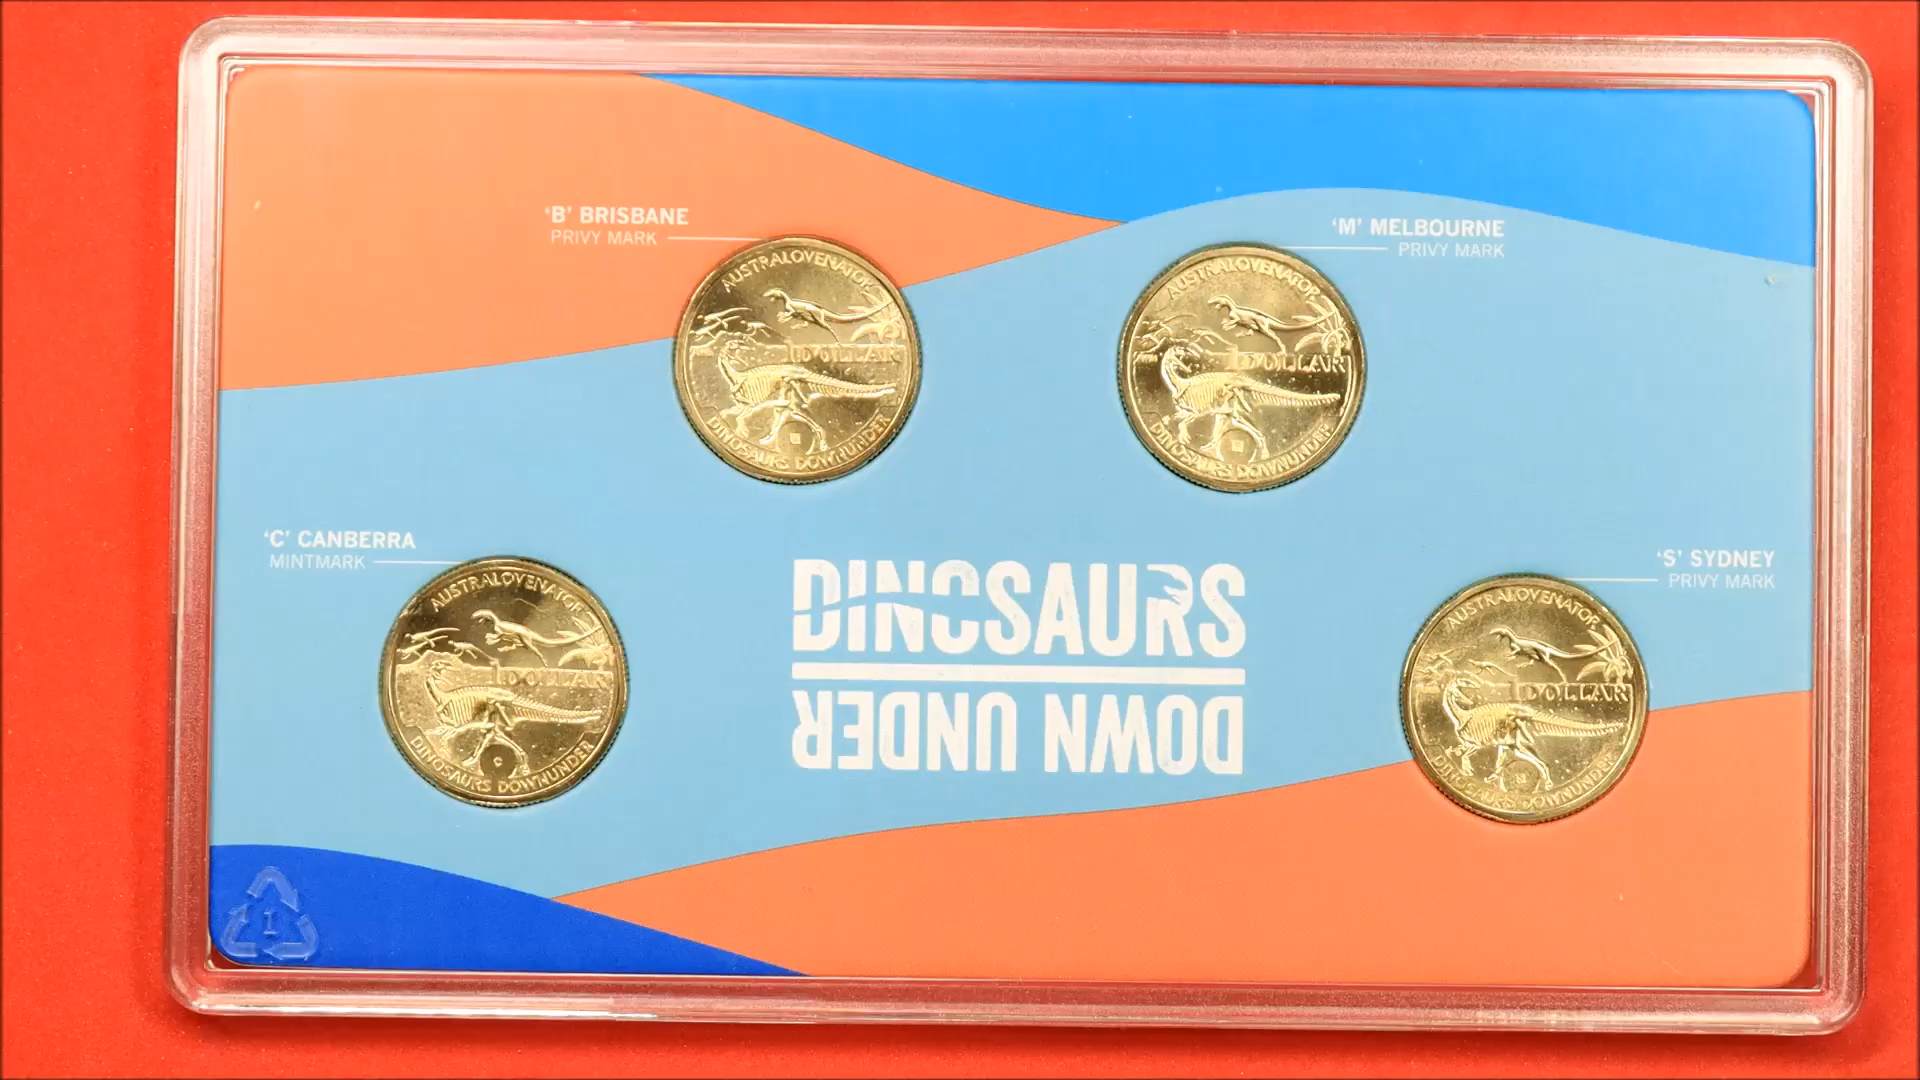 ‘B’ BRISBANE
PRIVY MARK
‘M’ MELBOURNE
PRIVY MARK
AUSTRALOVENATOR
1 DOLLAR
DINOSAURS DOWNUNDER
AUSTRALOVENATOR
1 DOLLAR
DINOSAURS DOWNUNDER
‘C’ CANBERRA
MINTMARK
‘S’ SYDNEY
PRIVY MARK
AUSTRALOVENATOR
1 DOLLAR
DINOSAURS DOWNUNDER
C
DINOSAURS
DOWN UNDER
AUSTRALOVENATOR
1 DOLLAR
DINOSAURS DOWNUNDER
1